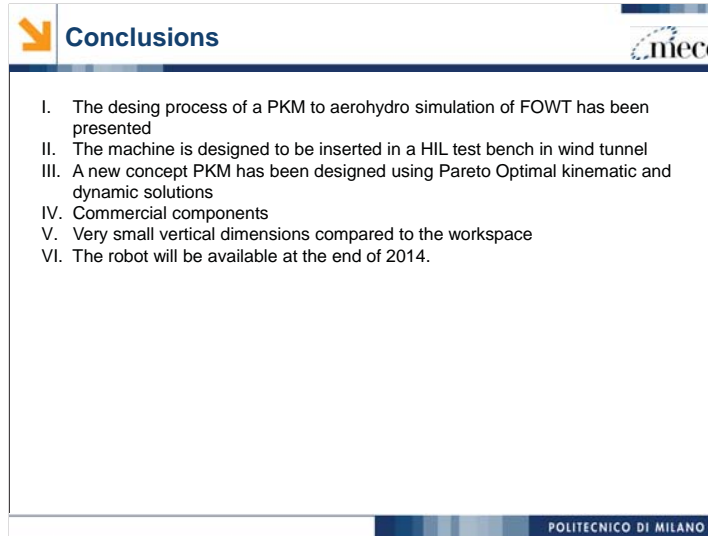 Conclusions
I. The desing process of a PKM to aerohydro simulation of FOWT has been
presented
II. The machine is designed to be inserted in a HIL test bench in wind tunnel
III. A new concept PKM has been designed using Pareto Optimal kinematic and
dynamic solutions
IV. Commercial components
V. Very small vertical dimensions compared to the workspace
VI. The robot will be available at the end of 2014.
POLITECNICO DI MILANO